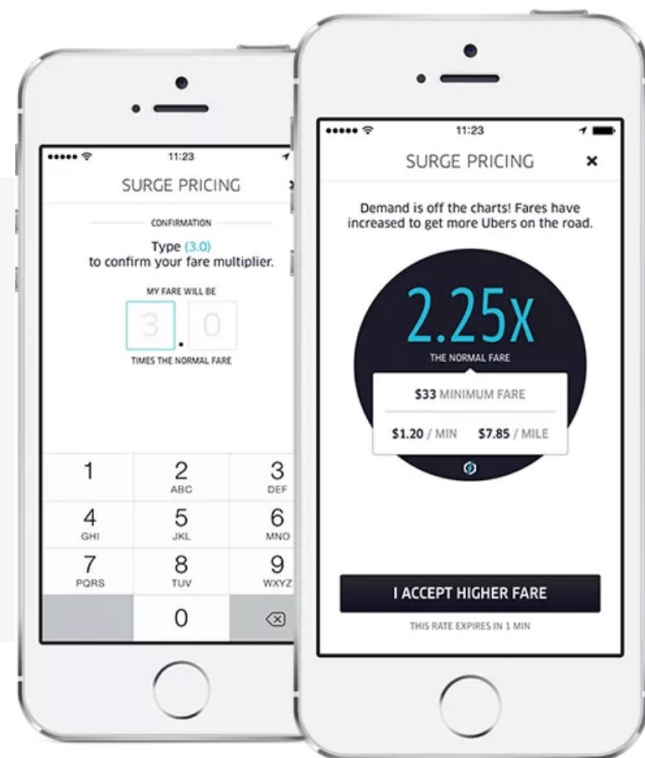 11:23
SURGE PRICING
CONFIRMATION
Type (3.0)
to confirm your fare multiplier.
MY FARE WILL BE
3.0
TIMES THE NORMAL FARE
1
2
ABC
3
DEF
4
GHI
5
JKL
6
MNO
7
PQRS
8
TUV
9
WXYZ
0
11:23
SURGE PRICING
Demand is off the charts! Fares have
increased to get more Ubers on the road.
2.25x
THE NORMAL FARE
$33 MINIMUM FARE
$1.20 / MIN $7.85 / MILE
I ACCEPT HIGHER FARE
THIS RATE EXPIRES IN 1 MIN